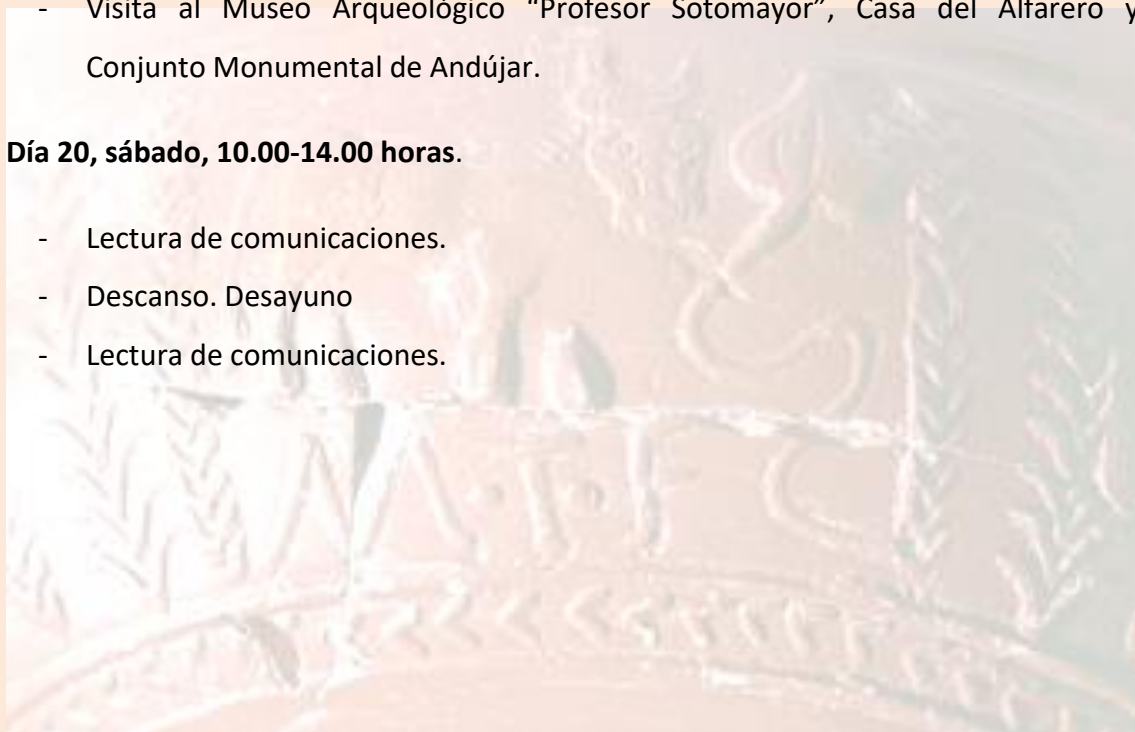 - Visita al Museo Arqueológico “Profesor Sotomayor”, Casa del Alfarero y
Conjunto Monumental de Andújar.
Día 20, sábado, 10.00-14.00 horas.
- Lectura de comunicaciones.
- Descanso. Desayuno
- Lectura de comunicaciones.